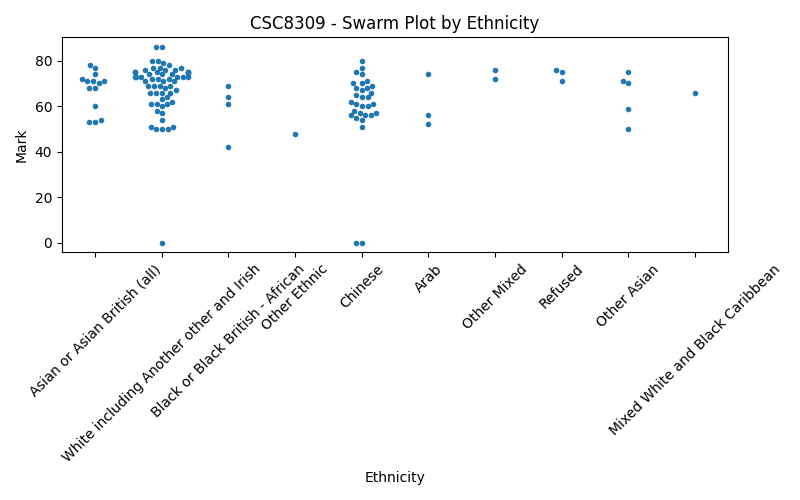 CSC8309 - Swarm Plot by Ethnicity
Mark
80
60
40
20
0
Asian or Asian British (all)
White including Another other and Irish
Black or Black British - African
Other Ethnic
Chinese
Arab
Other Mixed
Refused
Other Asian
Mixed White and Black Caribbean
Ethnicity